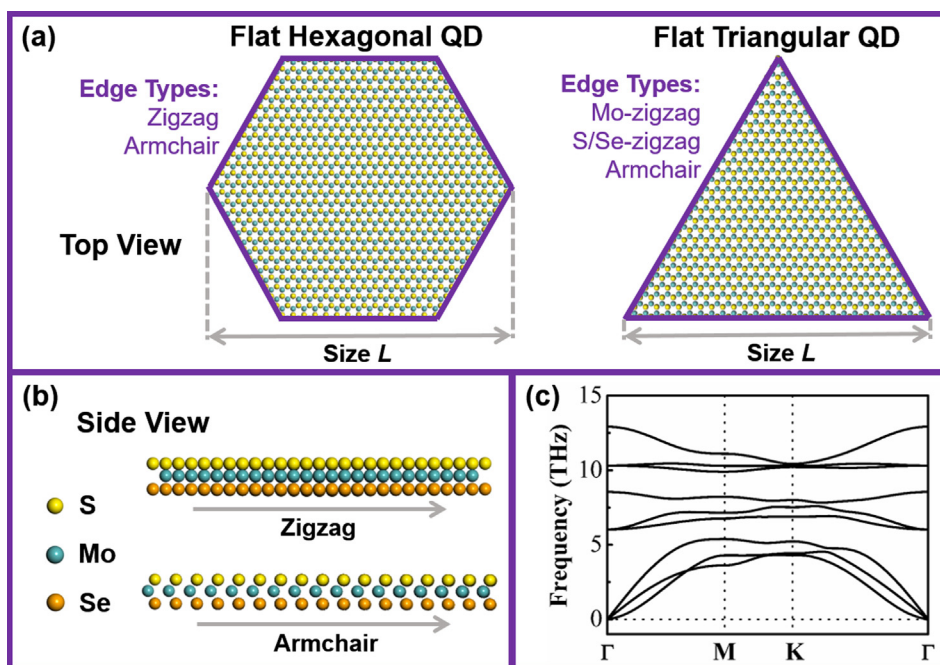 (a)
Flat Hexagonal QD
Flat Triangular QD
Edge Types:
Zigzag
Armchair
Edge Types:
Mo-zigzag
S/Se-zigzag
Armchair
Top View
Size L
Size L
(b)
Side View
S
Mo
Se
Zigzag
Armchair
(c)
Frequency (THz)
15
10
5
0
Γ
M
K
Γ